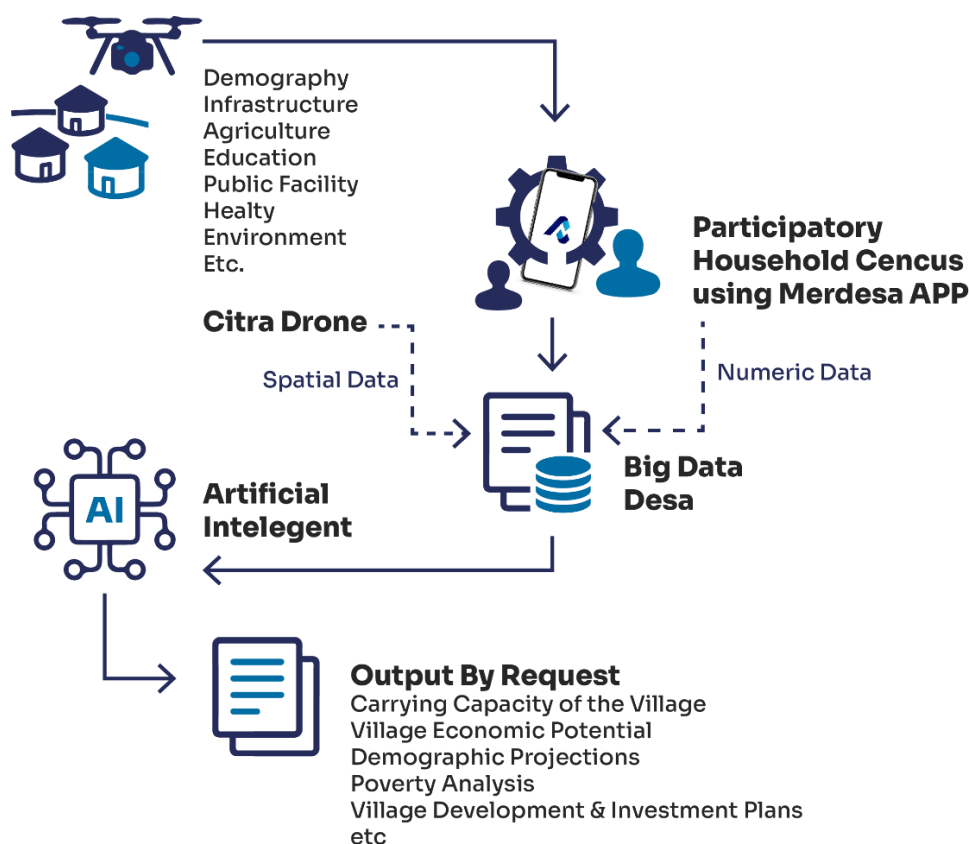 Demography
Infrastructure
Agriculture
Education
Public Facility
Healty
Environment
Etc.
Citra Drone
Spatial Data
Participatory
Household Cencus
using Merdesa APP
Numeric Data
Big Data
Desa
AI
Artificial
Intelegent
Output By Request
Carrying Capacity of the Village
Village Economic Potential
Demographic Projections
Poverty Analysis
Village Development & Investment Plans
etc